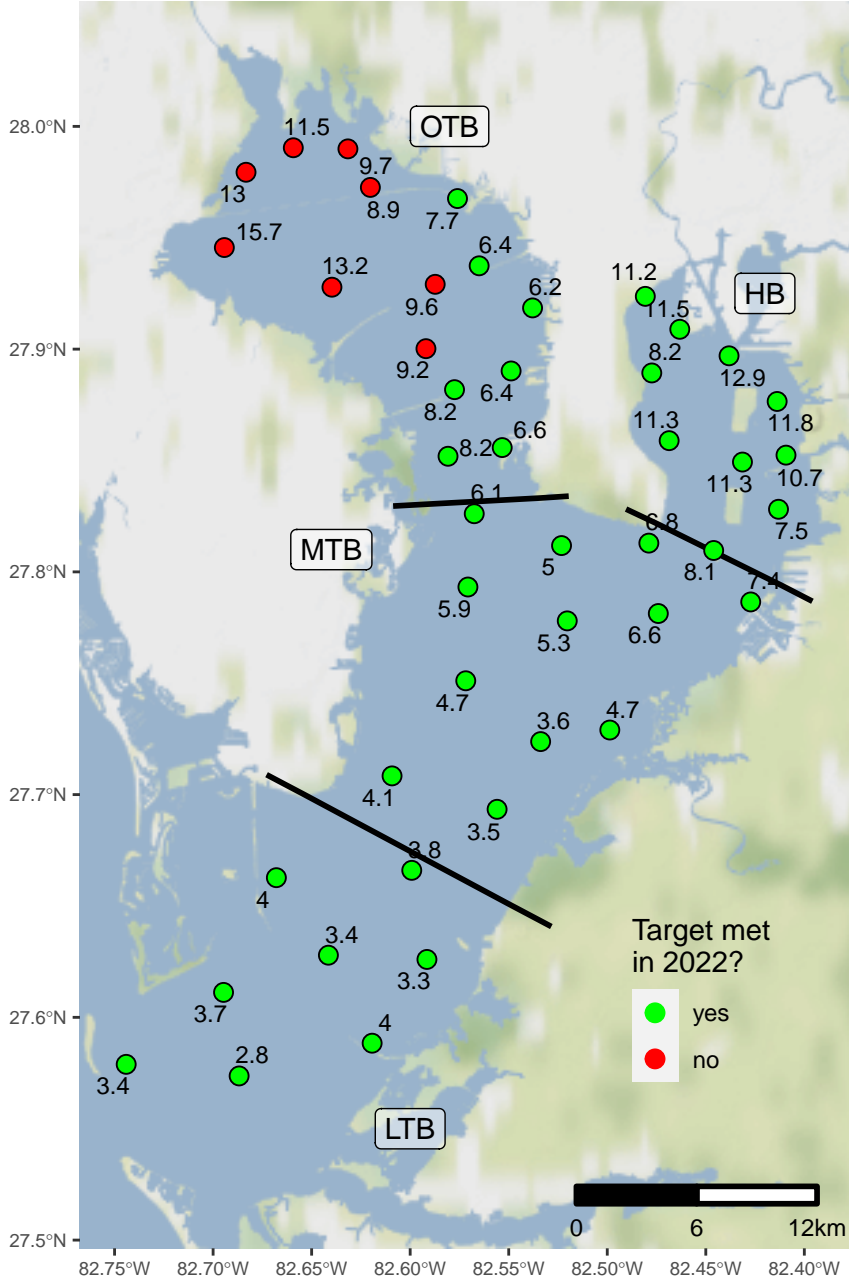 28.0°N
27.9°N
27.8°N
27.7°N
27.6°N
27.5°N
11.5
OTB
9.7
13
8.9
7.7
15.7
6.4
13.2
6.2
11.2
HB
9.6
11.5
8.2
9.2
12.9
6.4
8.2
11.8
6.6
11.3
8.2
10.7
11.3
6.1
7.5
6.8
MTB
5
8.1
7.4
5.9
5.3
6.6
4.7
3.6
4.7
4.1
3.5
3.8
4
3.4
3.3
3.7
4
2.8
3.4
LTB
Target met
in 2022?
yes
no
0 6 12km
82.75°W 82.70°W 82.65°W 82.60°W 82.55°W 82.50°W 82.45°W 82.40°W